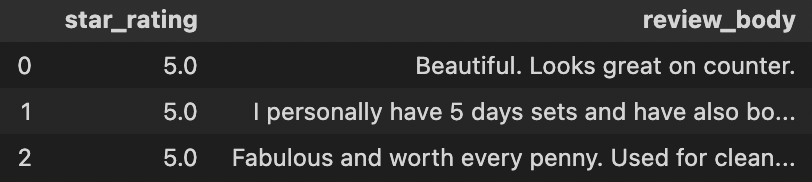 star_rating review_body
0 5.0 Beautiful. Looks great on counter.
1 5.0 I personally have 5 days sets and have also bo...
2 5.0 Fabulous and worth every penny. Used for clean...